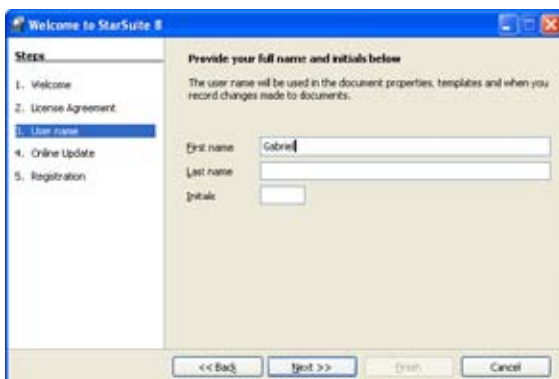 Welcome to StarSuite 8
Steps
1. Welcome
2. License Agreement
3. User name
4. Online Update
5. Registration
Provide your full name and initials below
The user name will be used in the document properties, templates and when you
record changes made to documents.
First name Gabriel
Last name
Initials
<< Back Next >> Finish Cancel